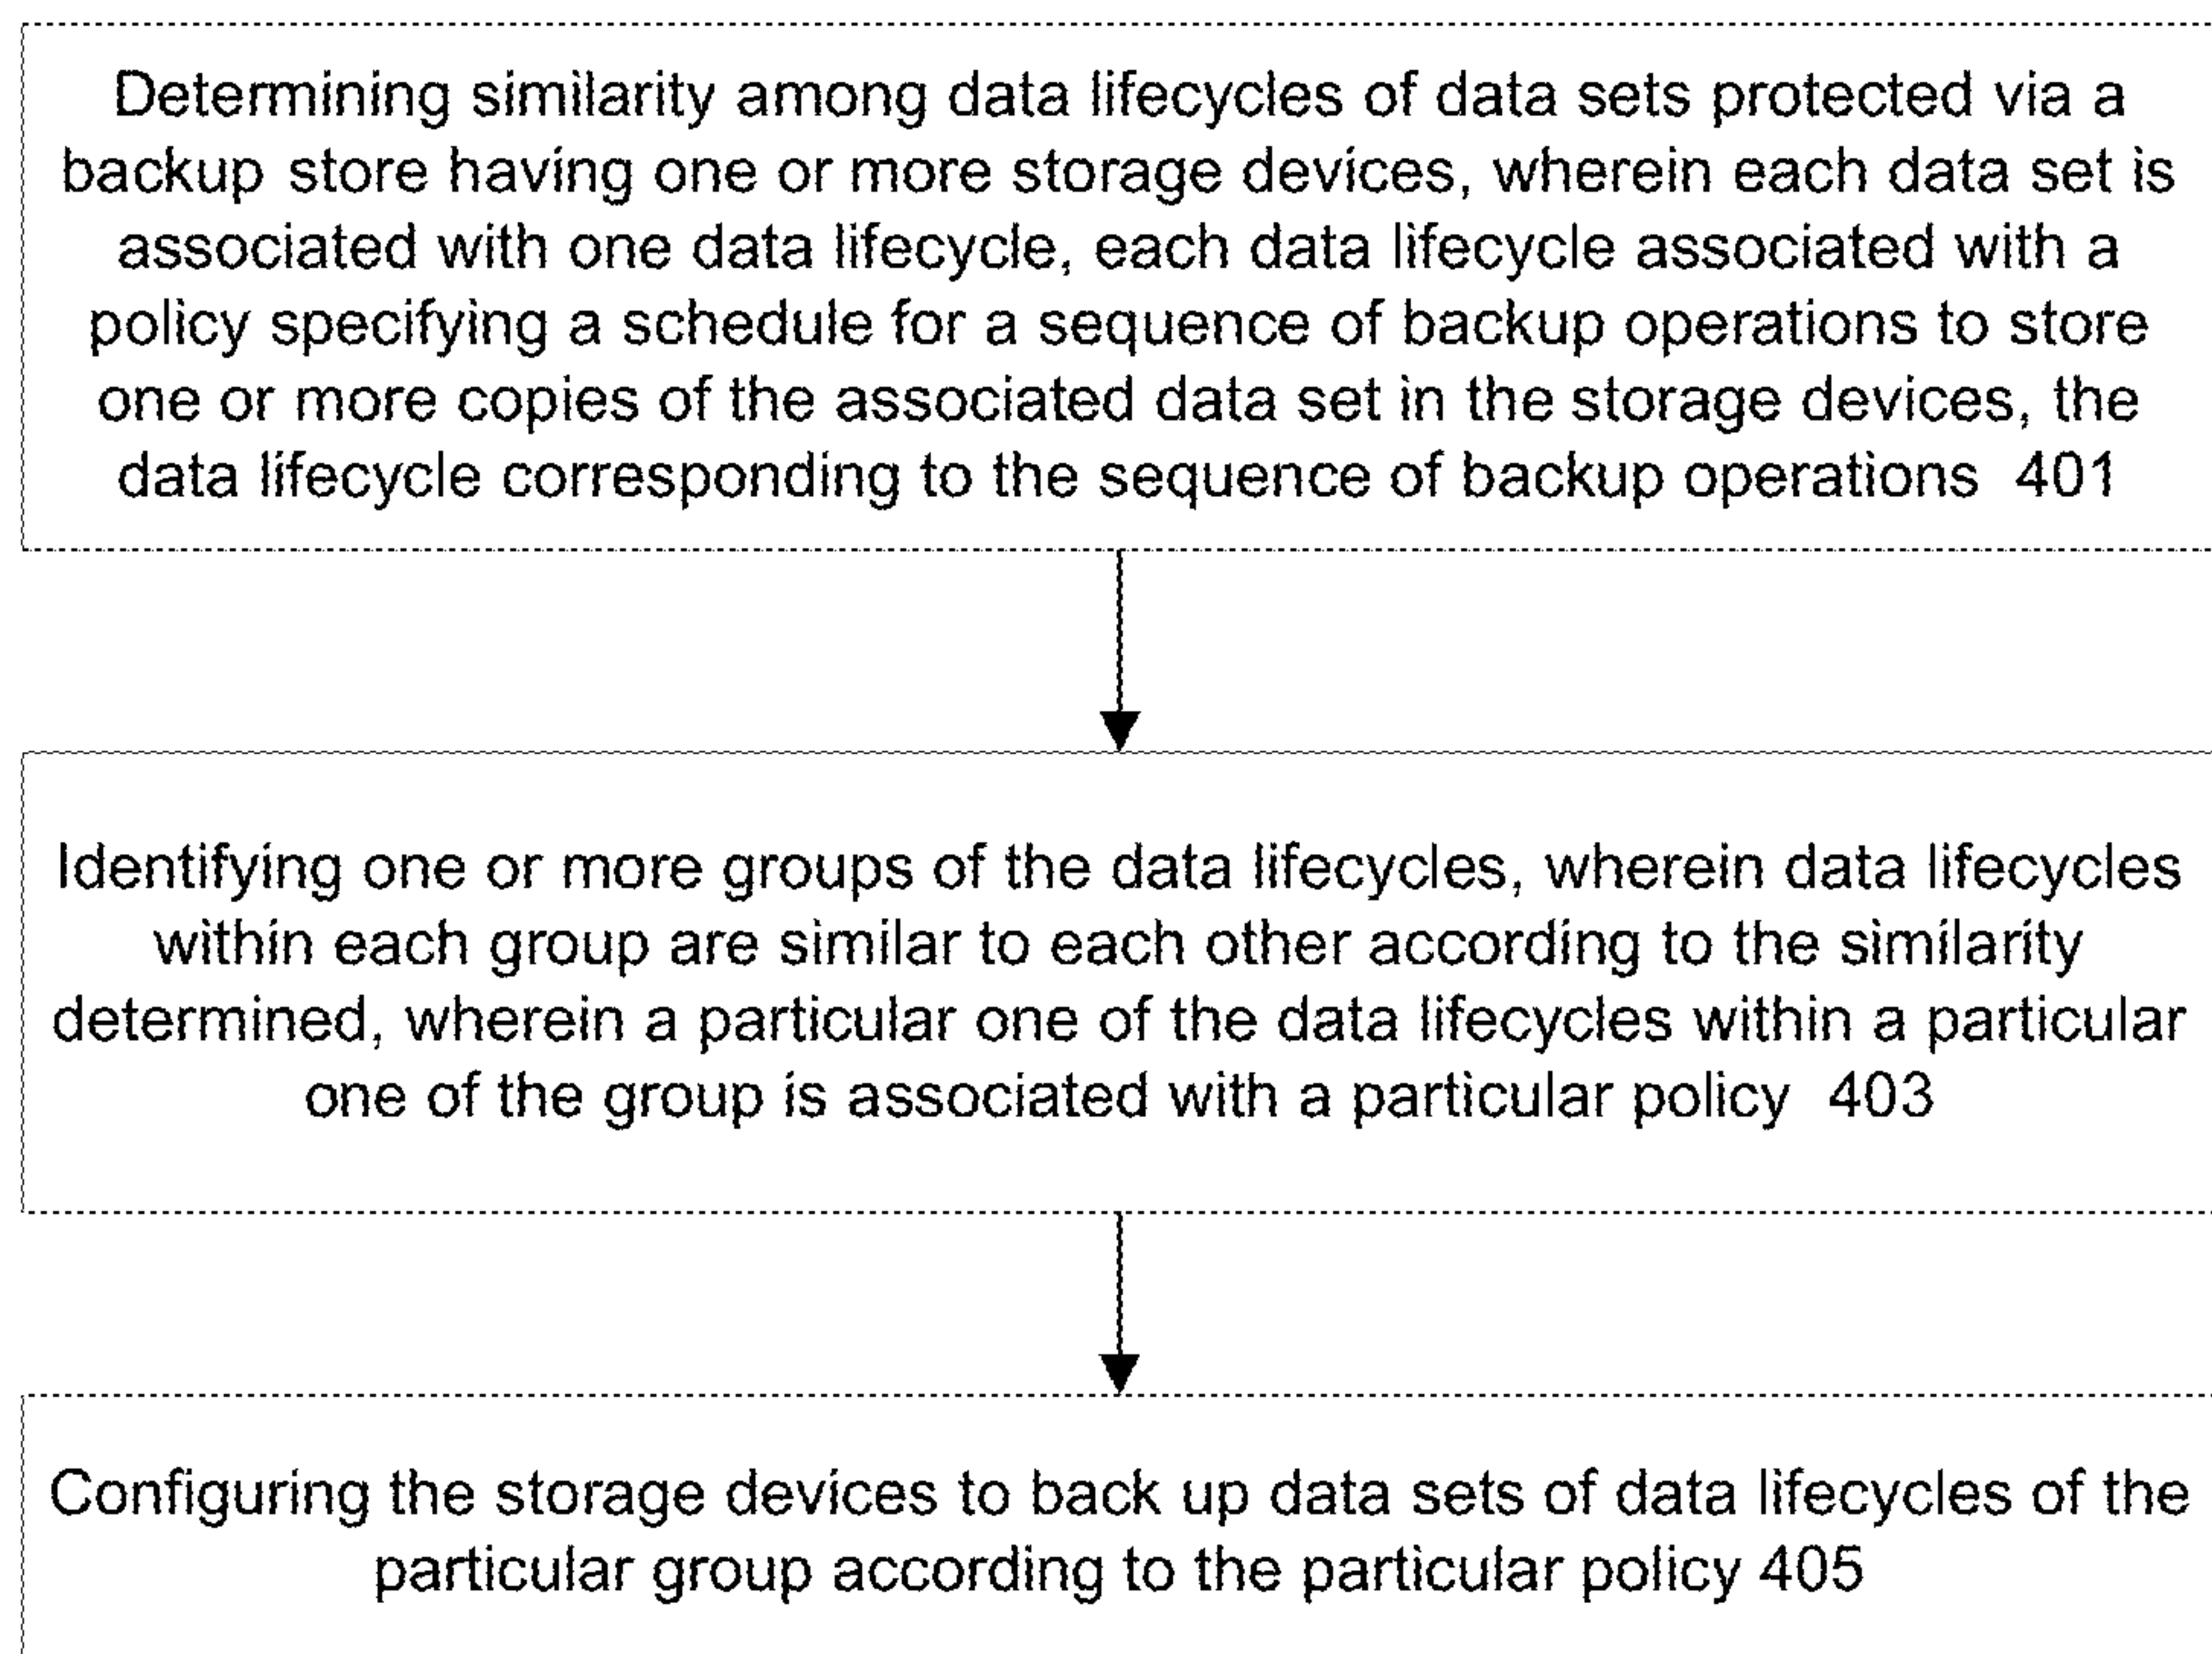 Determining similarity among data lifecycles of data sets protected via a
backup store having one or more storage devices, wherein each data set is
associated with one data lifecycle, each data lifecycle associated with a
policy specifying a schedule for a sequence of backup operations to store
one or more copies of the associated data set in the storage devices, the
data lifecycle corresponding to the sequence of backup operations 401
Identifying one or more groups of the data lifecycles, wherein data lifecycles
within each group are similar to each other according to the similarity
determined, wherein a particular one of the data lifecycles within a particular
one of the group is associated with a particular policy 403
Configuring the storage devices to back up data sets of data lifecycles of the
particular group according to the particular policy 405